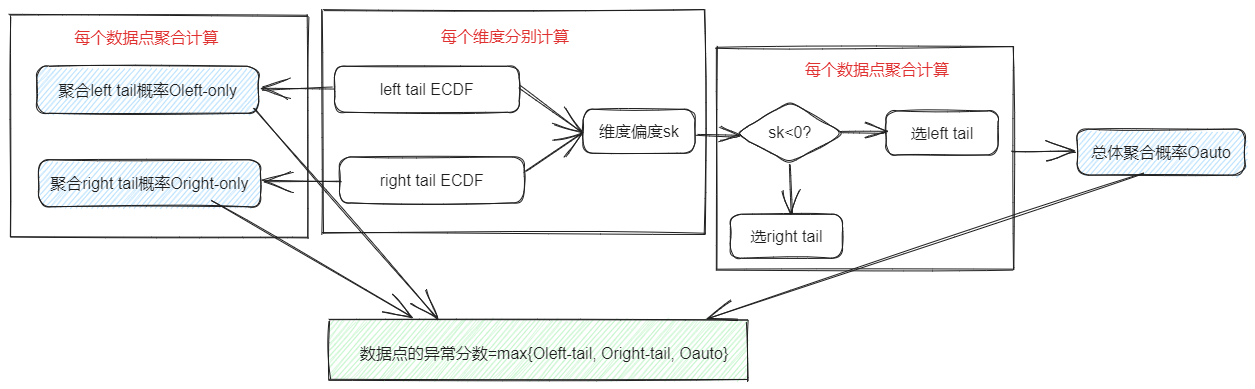 每个数据点聚合计算
聚合left tail概率Oleft-only
聚合right tail概率Oright-only
每个维度分别计算
left tail ECDF
right tail ECDF
维度偏度sk
每个数据点聚合计算
sk<0?
选left tail
选right tail
总体聚合概率Oauto
数据点的异常分数=max{Oleft-tail, Oright-tail, Oauto}